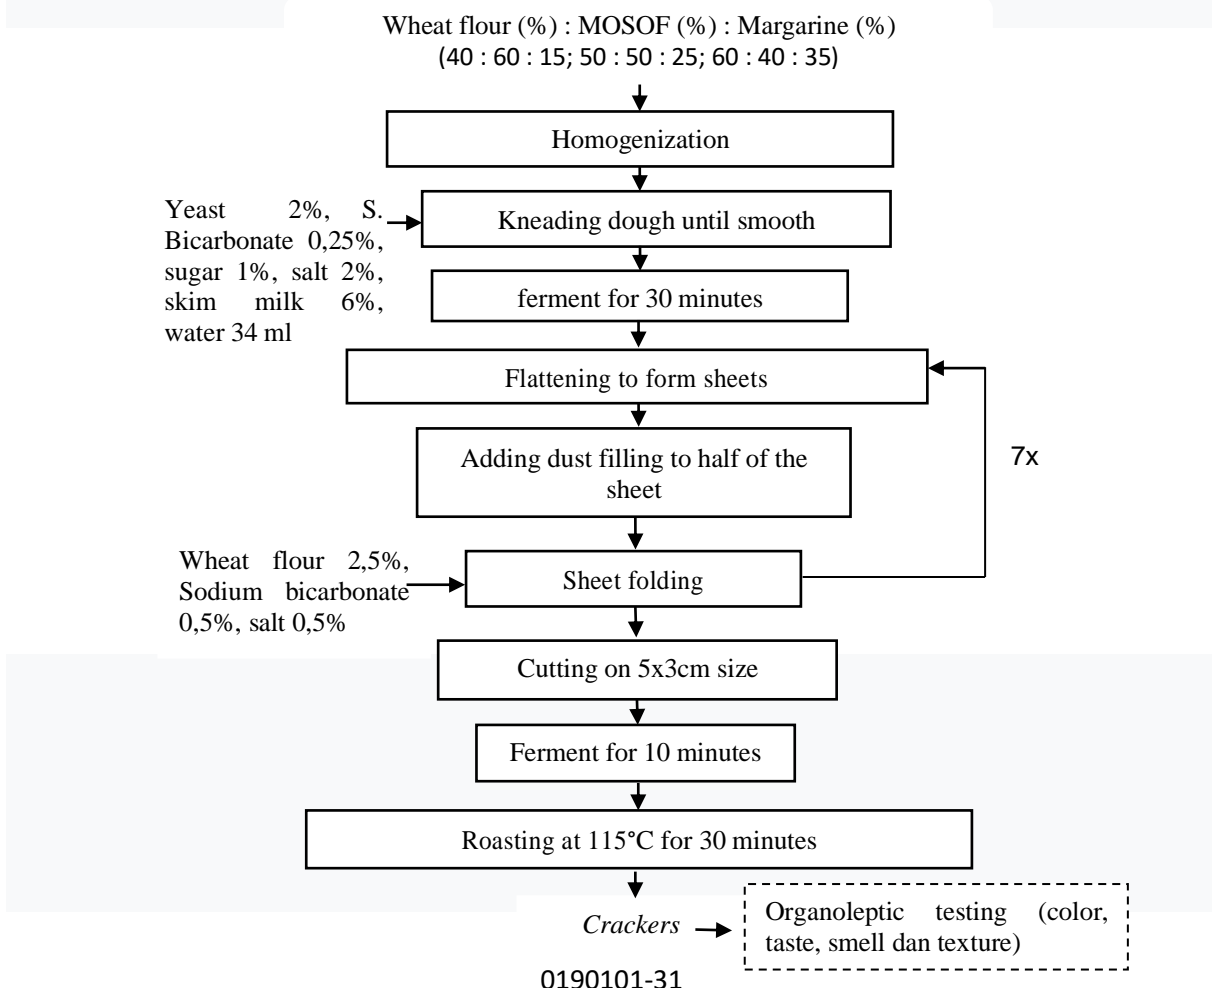 Wheat flour (%) : MOSOF (%) : Margarine (%)
(40 : 60 : 15; 50 : 50 : 25; 60 : 40 : 35)
Homogenization
Yeast 2%, S.
Bicarbonate 0,25%,
sugar 1%, salt 2%,
skim milk 6%,
water 34 ml
Kneading dough until smooth
ferment for 30 minutes
Flattening to form sheets
Adding dust filling to half of the
sheet
7x
Wheat flour 2,5%,
Sodium bicarbonate
0,5%, salt 0,5%
Sheet folding
Cutting on 5x3cm size
Ferment for 10 minutes
Roasting at 115°C for 30 minutes
Crackers
Organoleptic testing (color,
taste, smell dan texture)
0190101-31